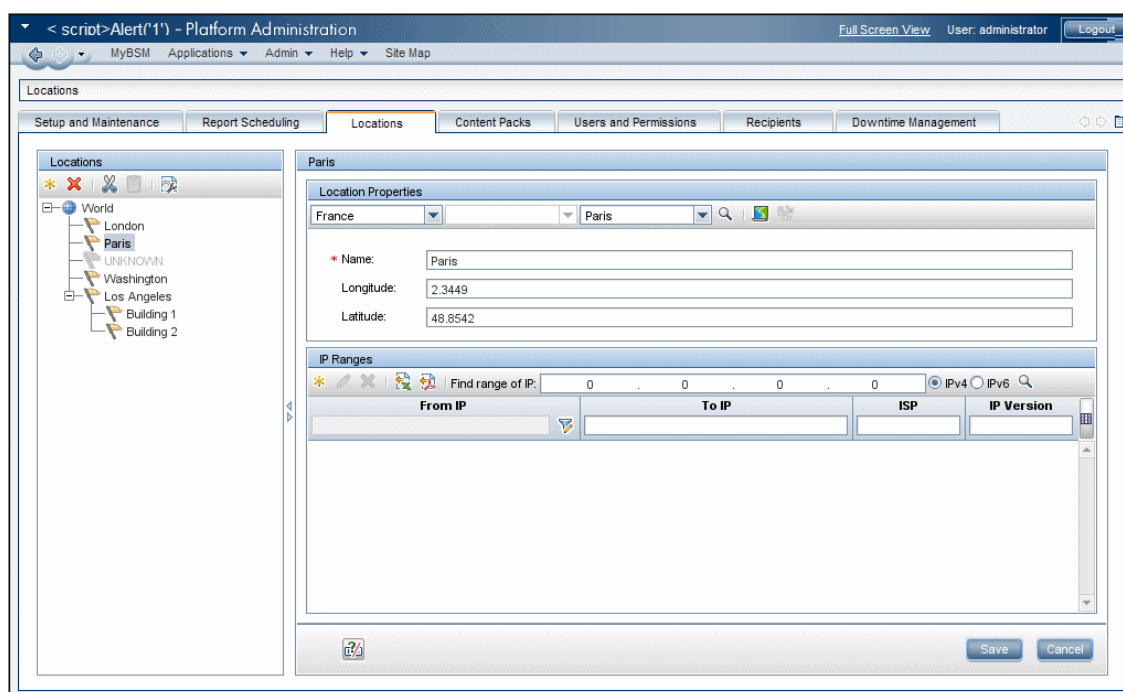 < script>Alert('1') - Platform Administration Full Screen View User: administrator Logout
MyBSM Applications Admin Help Site Map
Locations
Setup and Maintenance Report Scheduling Locations Content Packs Users and Permissions Recipients Downtime Management
Locations
World
London
Paris
UNKNOWN
Washington
Los Angeles
Building 1
Building 2
Paris
Location Properties
France Paris
* Name: Paris
Longitude: 2.3449
Latitude: 48.8542
IP Ranges
Find range of IP: 0 . 0 . 0 . 0 IPv4 IPv6
From IP To IP ISP IP Version
Save Cancel